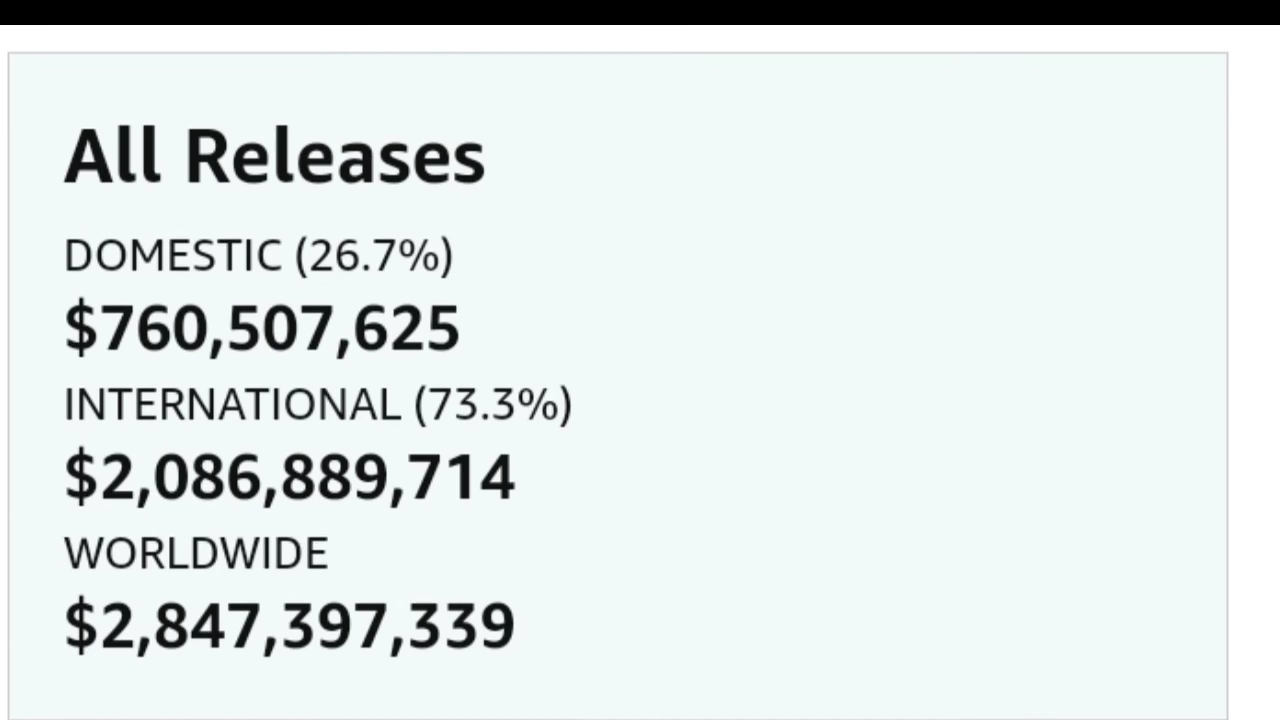 All Releases
DOMESTIC (26.7%)
$760,507,625
INTERNATIONAL (73.3%)
$2,086,889,714
WORLDWIDE
$2,847,397,339